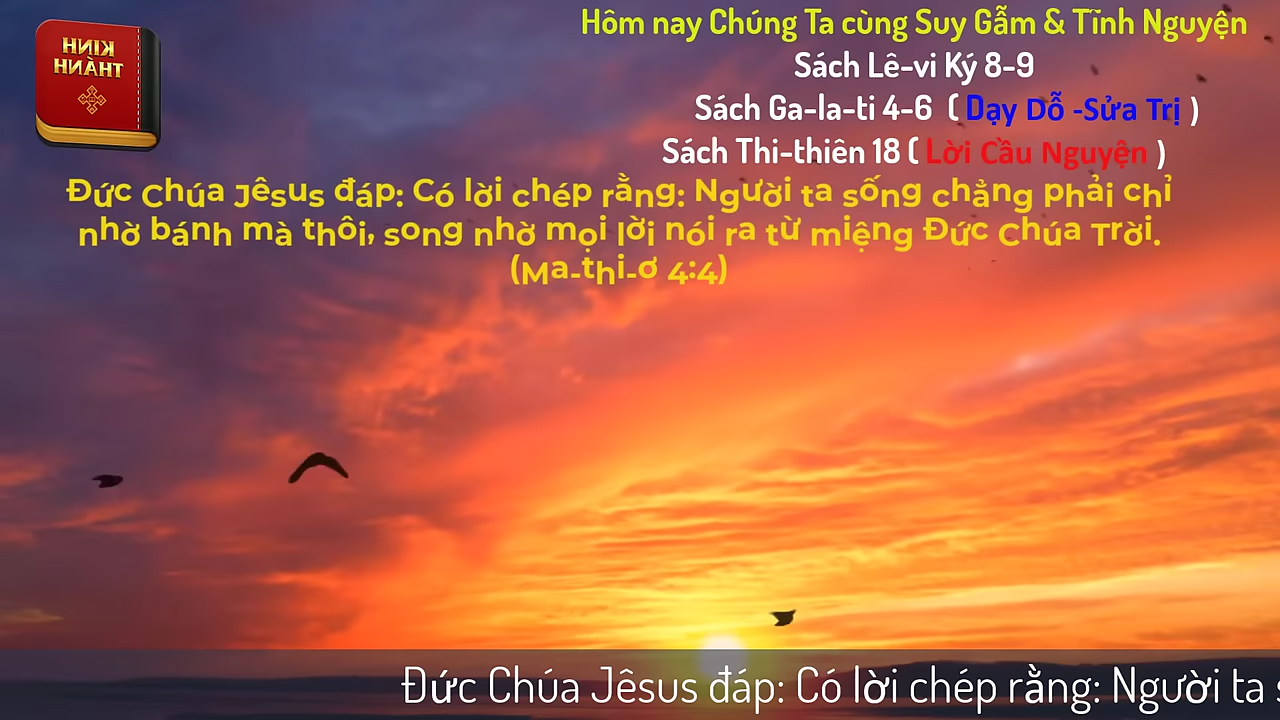 KINH
THÀNH
Hôm nay Chúng Ta cùng Suy Gẫm & Tĩnh Nguyện
Sách Lê-vi Ký 8-9
Sách Ga-la-ti 4-6 ( Dạy Dỗ -Sửa Trị )
Sách Thi-thiên 18 ( Lời Cầu Nguyện )
Đức Chúa Jêsus đáp: Có lời chép rằng: Người ta sống chẳng phải chỉ
nhờ bánh mà thôi, song nhờ mọi lời nói ra từ miệng Đức Chúa Trời.
(Ma-thi-ơ 4:4)
Đức Chúa Jêsus đáp: Có lời chép rằng: Người ta